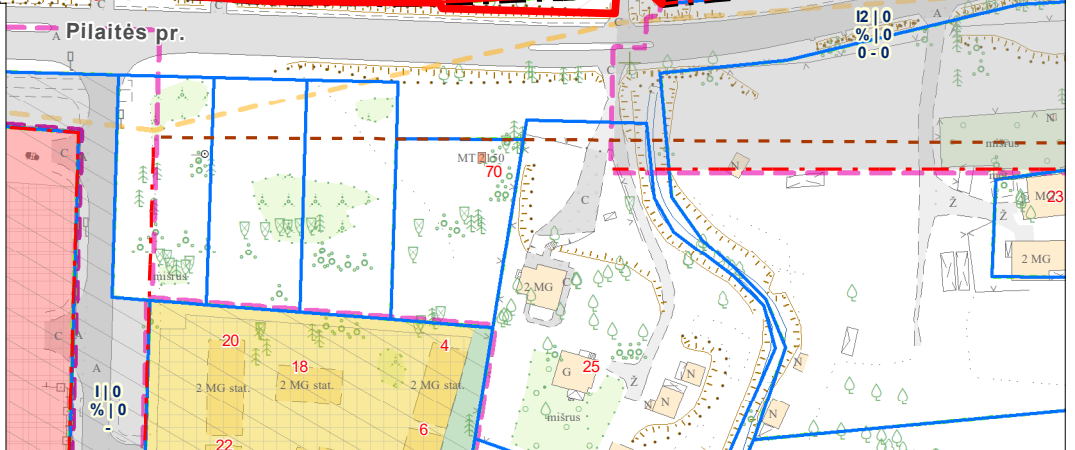 C
C
Pilaitės pr.
A
C
I2 | 0
% | 0
0 - 0
A
C
N
mišrus
MT 2150
70
N
C
A
C
Ž
Ž
MG
23
mišrus
2 MG
C
2 MG
C
A
20
18
4
A
I | 0
% | 0
-
2 MG stat.
2 MG stat.
2 MG stat.
G
25
Ž
N
N
N
N
mišrus
6
22